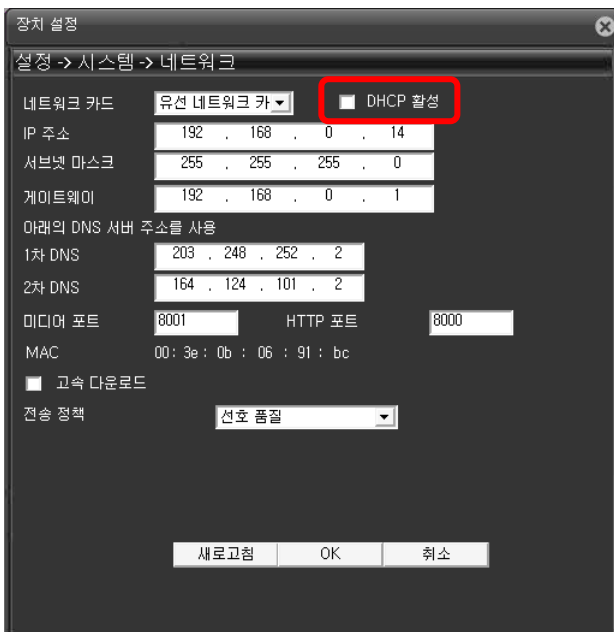 장치 설정
설정 -> 시스템 -> 네트워크
네트워크 카드 유선 네트워크 카 DHCP 활성
IP 주소 192 . 168 . 0 . 14
서브넷 마스크 255 . 255 . 255 . 0
게이트웨이 192 . 168 . 0 . 1
아래의 DNS 서버 주소를 사용
1차 DNS 203 . 248 . 252 . 2
2차 DNS 164 . 124 . 101 . 2
미디어 포트 8001 HTTP 포트 8000
MAC 00 : 3e : 0b : 06 : 91 : bc
고속 다운로드
전송 정책 선호 품질
새로고침 OK 취소